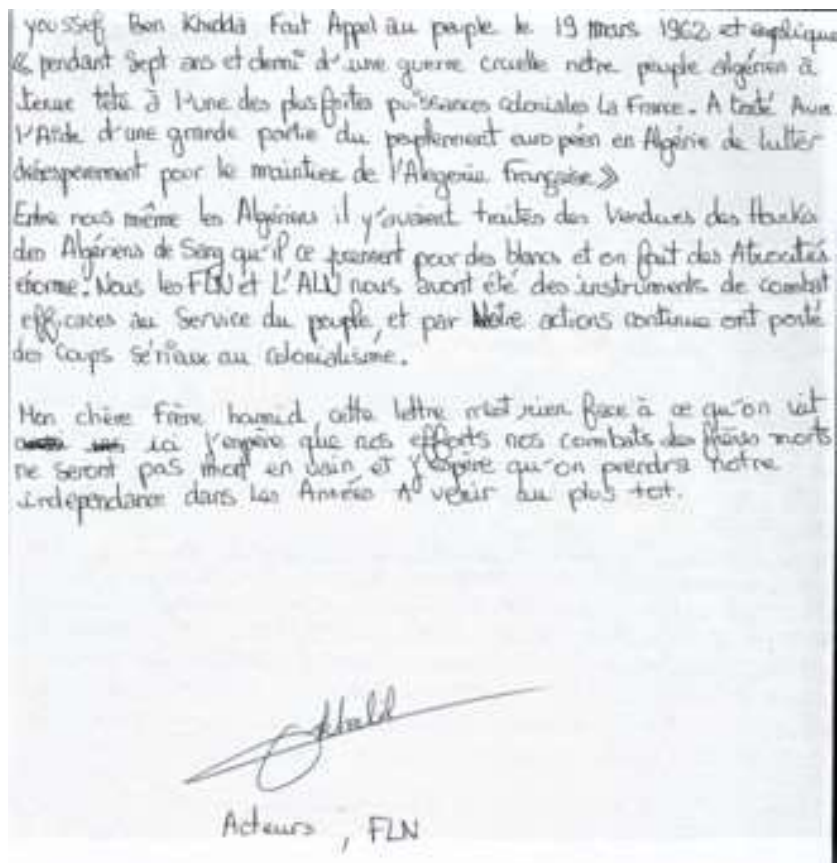 youssef Ben Khedda Fait Appel au peuple le 19 mars 1962 et explique
« pendant Sept ans et demi d'une guerre cruelle notre peuple algérien à
tenue tête à l'une des plus fortes puissances coloniales La France. A tenté Avec
l'Aide d'une grande partie du peuplement européen en Algérie de lutter
désesperement pour le maintien de l'Alegerie Française »
Entre nous même les Algériens il y'avaient traités des Vendues des Harkis
des Algériens de Sang qu'il ce prennent pour des blancs et on fait des Atrocités
énorme. Nous les FLN et L'ALN nous avont été des instruments de combat
efficaces au Service du peuple, et par Notre actions continue ont porté
des Coups Sérieux au Colonialisme.
Mon chère Frère hamid cette lettre n'est rien face à ce qu'on vit
ici j'espère que nos efforts nos combats des frères morts
ne seront pas mort en vain et j'espère qu'on prendra notre
independance dans les Années A venir au plus tot.
Acteurs, FLN